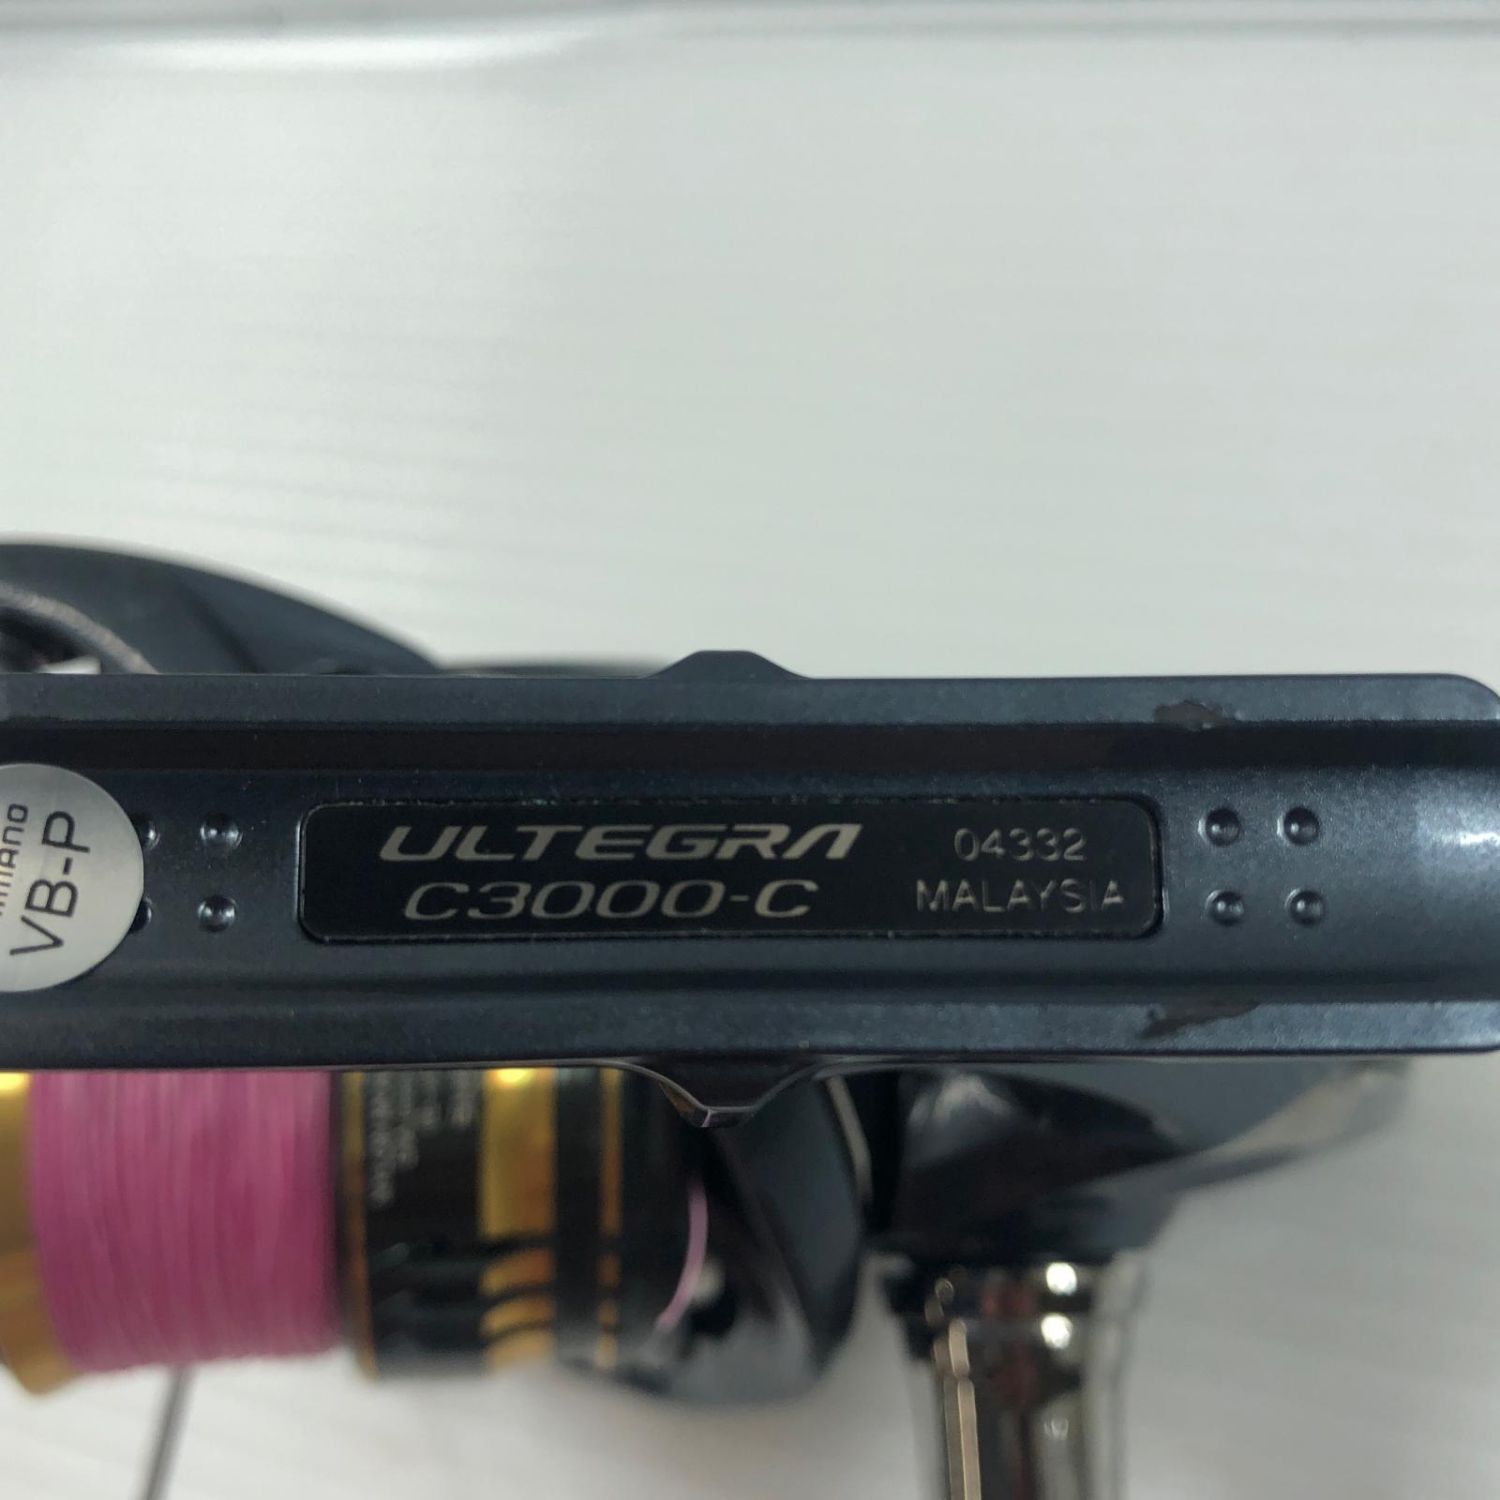 ULTEGRA 04332
C3000-C MALAYSIA
VB-P